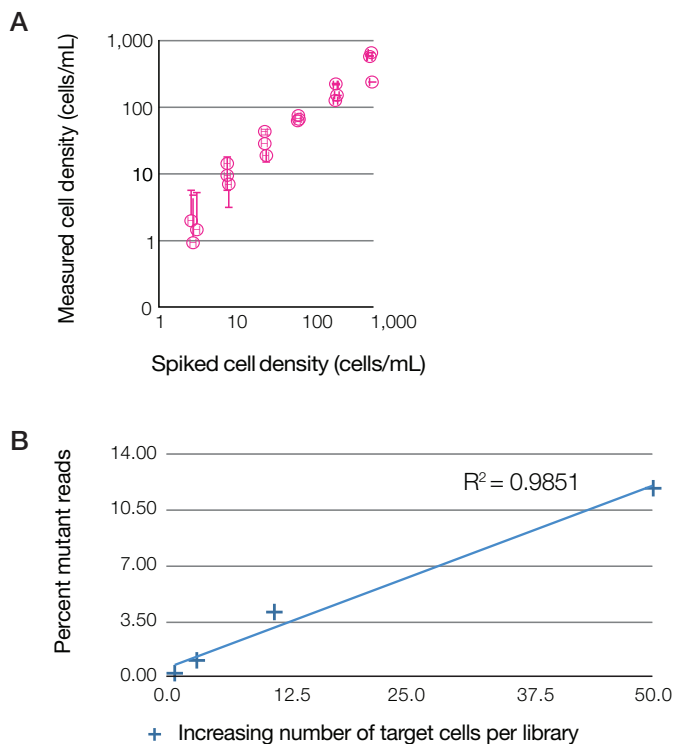 A
Measured cell density (cells/mL)
1,000
100
10
1
0
1 10 100 1,000
Spiked cell density (cells/mL)
B
Percent mutant reads
14.00
R² = 0.9851
10.50
7.00
3.50
0.00
0.0 12.5 25.0 37.5 50.0
+ Increasing number of target cells per library